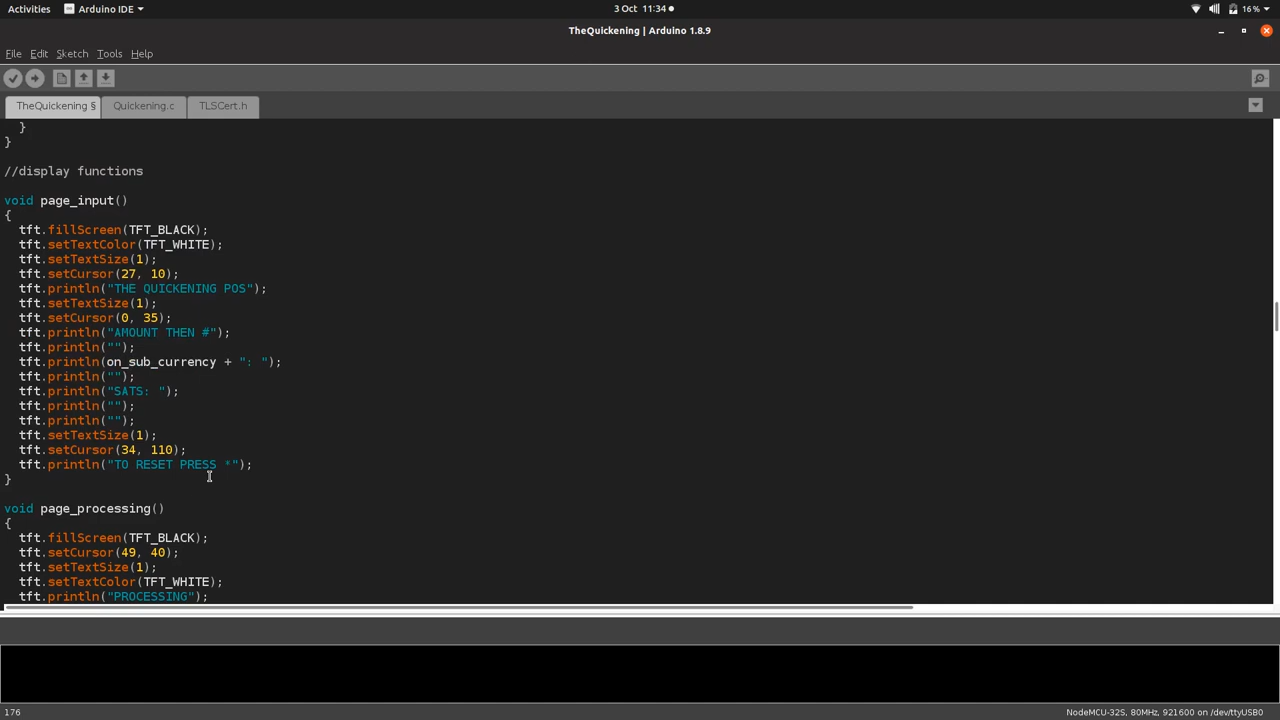 Activities Arduino IDE 3 Oct 11:34 16%
TheQuickening | Arduino 1.8.9
File Edit Sketch Tools Help
TheQuickening § Quickening.c TLSCert.h
}
}
//display functions
void page_input()
{
tft.fillScreen(TFT_BLACK);
tft.setTextColor(TFT_WHITE);
tft.setTextSize(1);
tft.setCursor(27, 10);
tft.println("THE QUICKENING POS");
tft.setTextSize(1);
tft.setCursor(0, 35);
tft.println("AMOUNT THEN #");
tft.println("");
tft.println(on_sub_currency + ": ");
tft.println("");
tft.println("SATS: ");
tft.println("");
tft.println("");
tft.setTextSize(1);
tft.setCursor(34, 110);
tft.println("TO RESET PRESS *");
}
void page_processing()
{
tft.fillScreen(TFT_BLACK);
tft.setCursor(49, 40);
tft.setTextSize(1);
tft.setTextColor(TFT_WHITE);
tft.println("PROCESSING");
176 NodeMCU-32S, 80MHz, 921600 on /dev/ttyUSB0